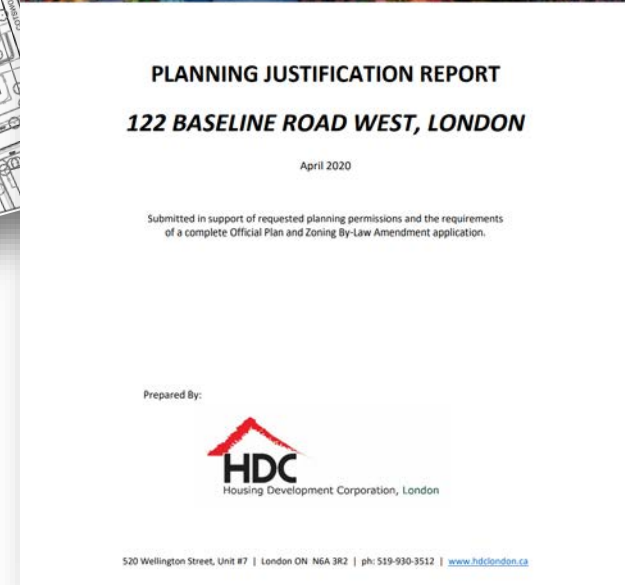 PLANNING JUSTIFICATION REPORT
122 BASELINE ROAD WEST, LONDON
April 2020
Submitted in support of requested planning permissions and the requirements
of a complete Official Plan and Zoning By-Law Amendment application.
Prepared By:
HDC
Housing Development Corporation, London
520 Wellington Street, Unit #7 | London ON N6A 3R2 | ph: 519-930-3512 | www.hdclondon.ca